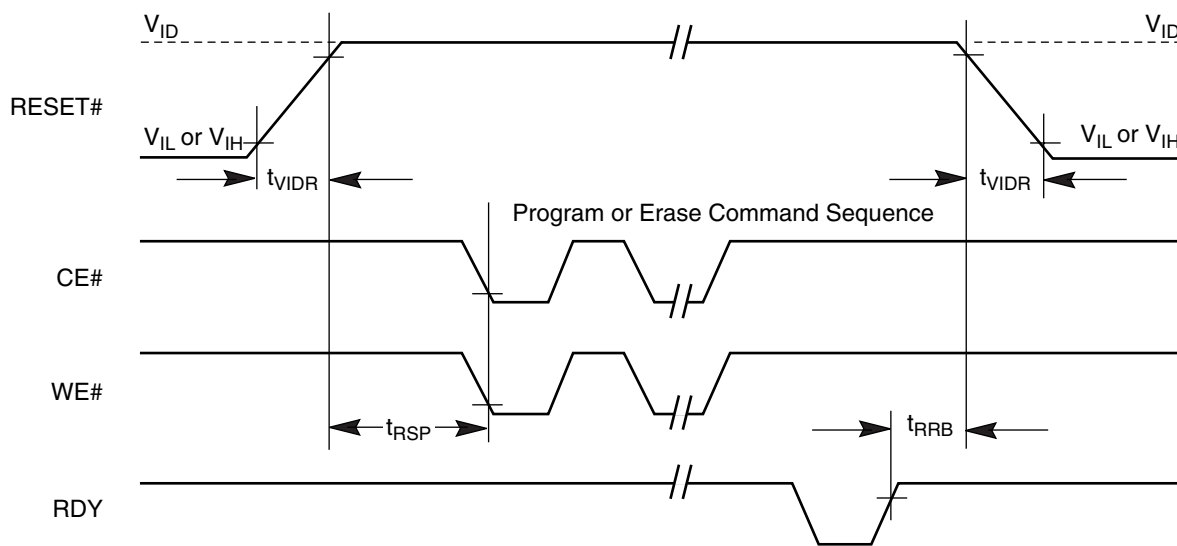 VID
VID
RESET#
VIL or VIH
VIL or VIH
tVIDR
tVIDR
Program or Erase Command Sequence
CE#
WE#
tRSP
tRRB
RDY